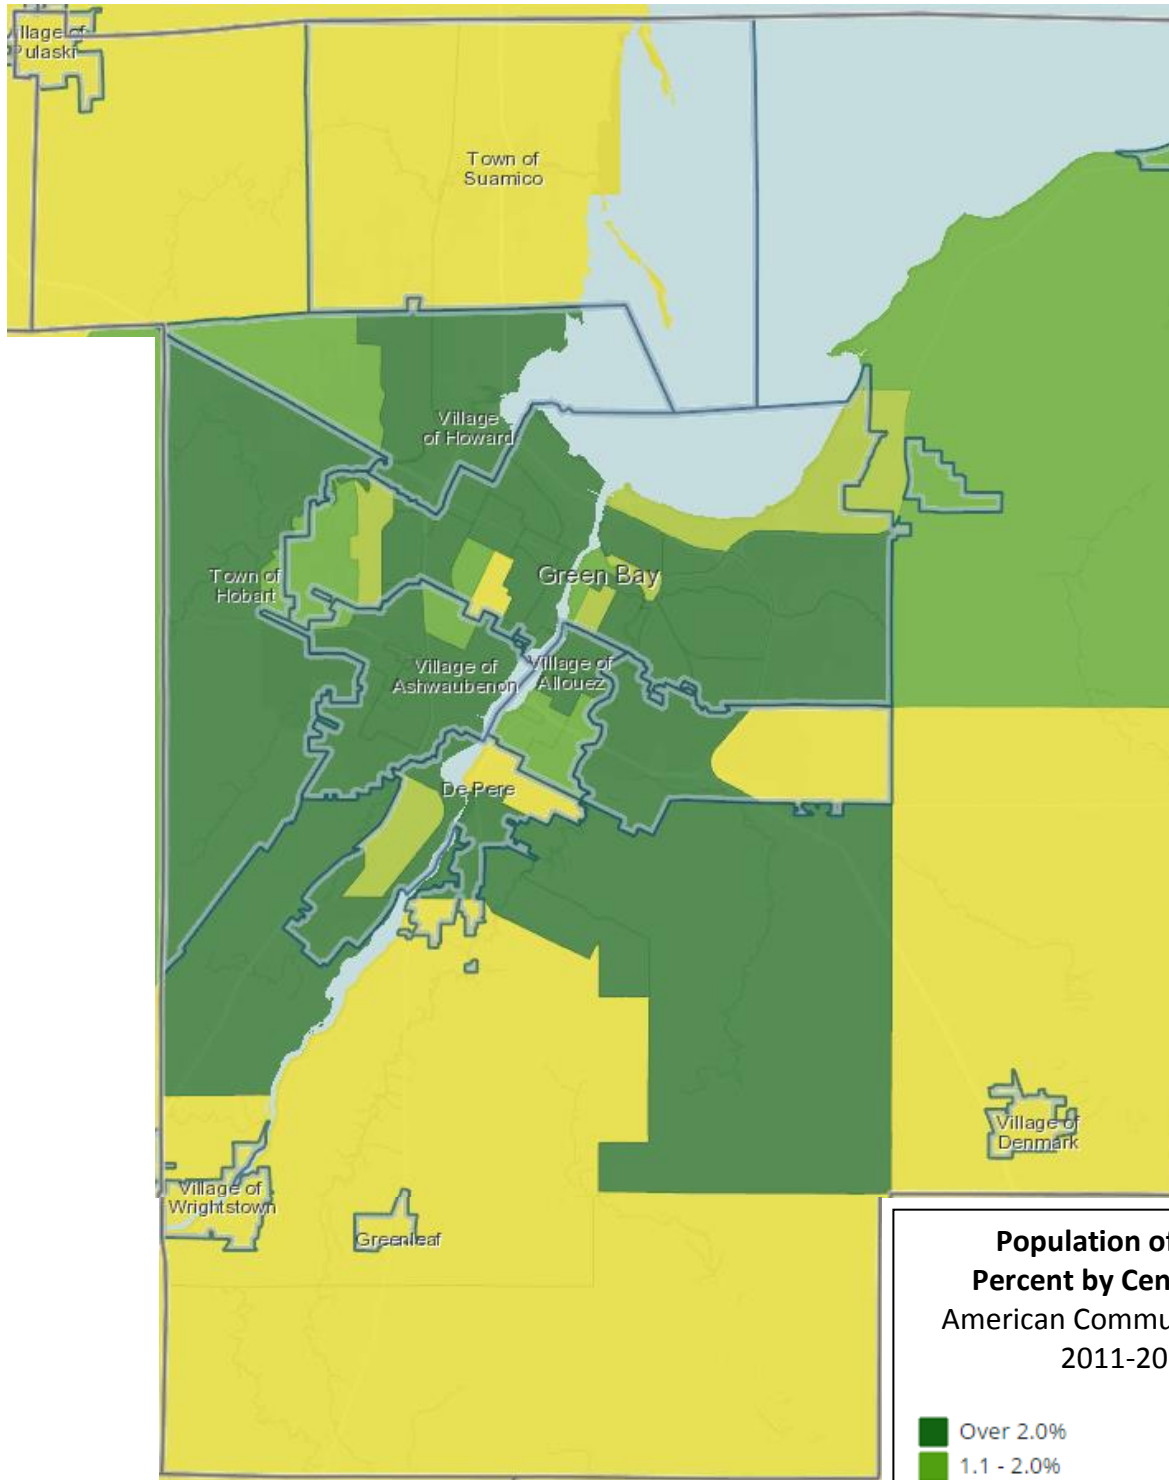 Village of
Pulaski
Town of
Suamico
Village
of Howard
Green Bay
Town of
Hobart
Village of
Ashwaubenon
Village of
Allouez
De Pere
Village of
Denmark
Village of
Wrightstown
Greenleaf
Population of
Percent by Cen
American Commu
2011-20
Over 2.0%
1.1 - 2.0%